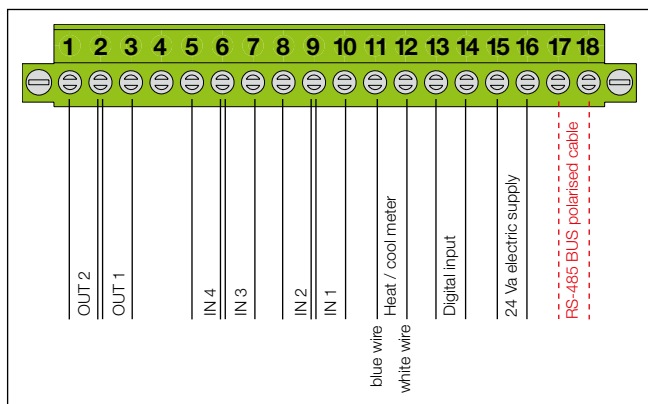 1 2 3 4 5 6 7 8 9 10 11 12 13 14 15 16 17 18
OUT 2
OUT 1
IN 4
IN 3
IN 2
IN 1
blue wire
Heat / cool meter
white wire
Digital input
24 Va electric supply
RS-485 BUS polarised cable